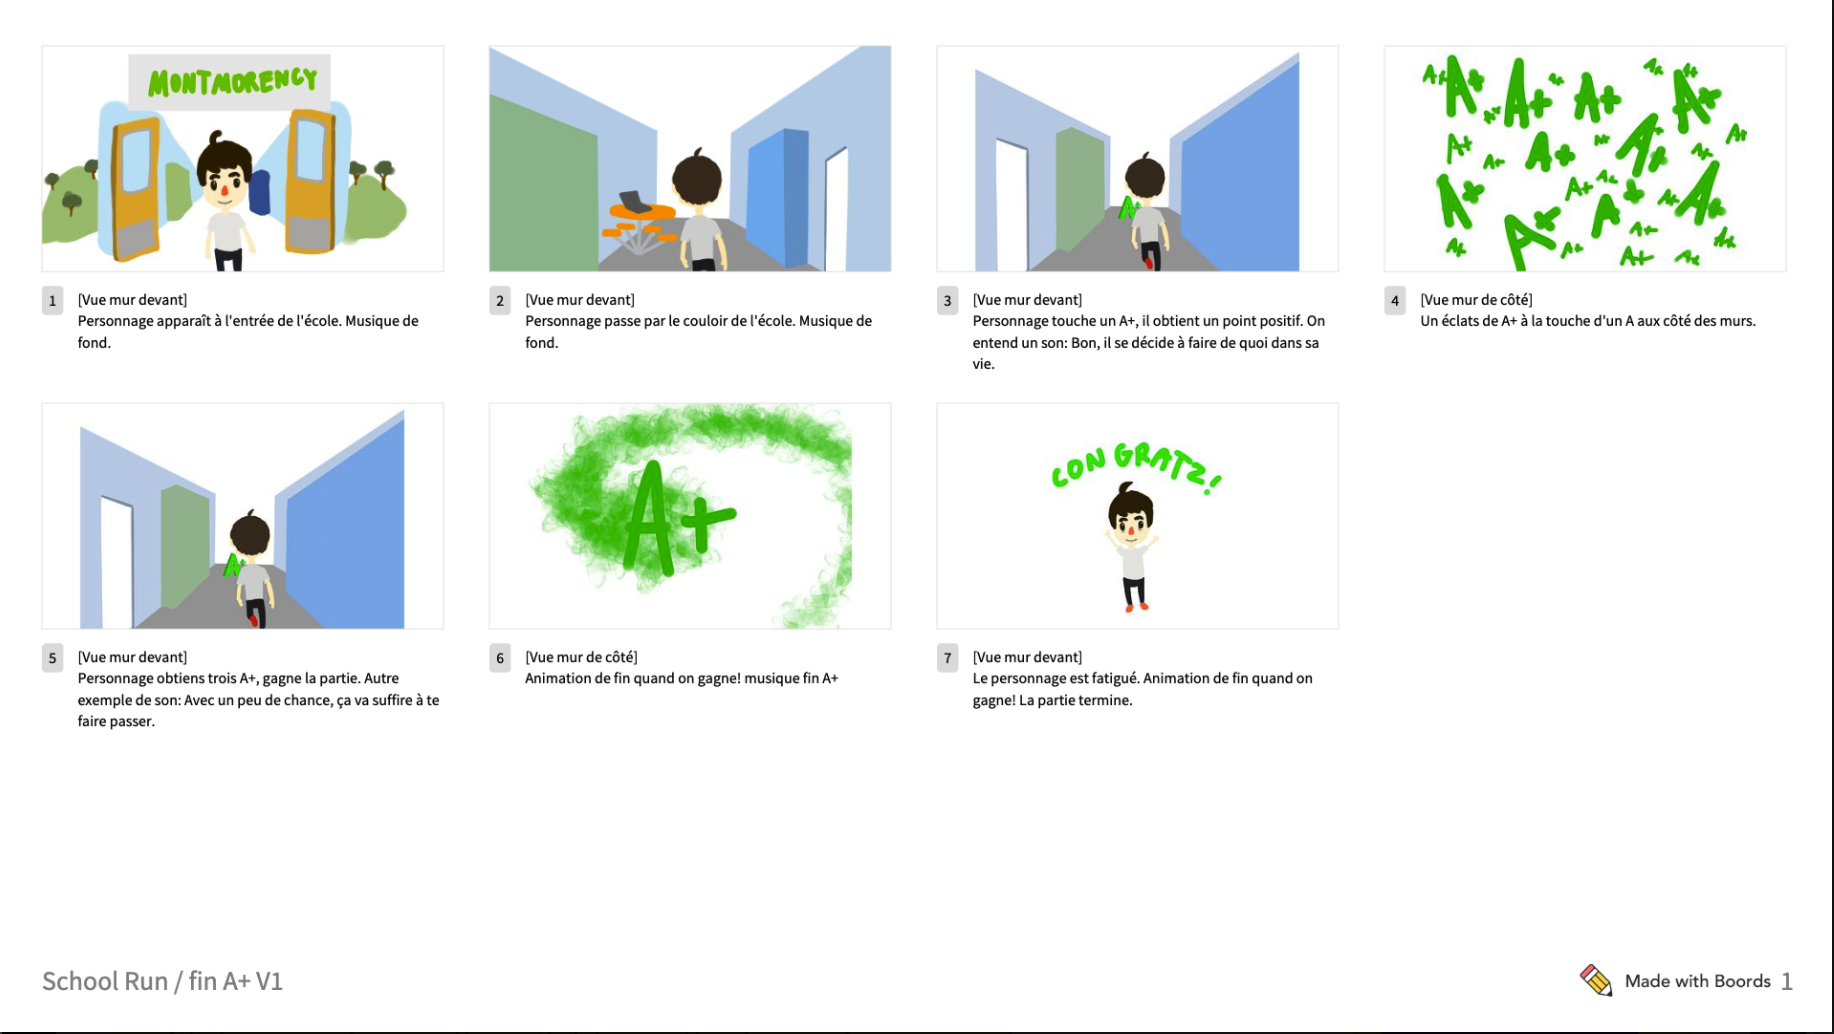 MONTMORENCY
A+
A+ A+ A+ A+ A+
1
[Vue mur devant]
Personnage apparaît à l'entrée de l'école. Musique de
fond.
2
[Vue mur devant]
Personnage passe par le couloir de l'école. Musique de
fond.
3
[Vue mur devant]
Personnage touche un A+, il obtient un point positif. On
entend un son: Bon, il se décide à faire de quoi dans sa
vie.
4
[Vue mur de côté]
Un éclats de A+ à la touche d'un A aux côté des murs.
A+
A+
CONGRATZ!
5
[Vue mur devant]
Personnage obtiens trois A+, gagne la partie. Autre
exemple de son: Avec un peu de chance, ça va suffire à te
faire passer.
6
[Vue mur de côté]
Animation de fin quand on gagne! musique fin A+
7
[Vue mur devant]
Le personnage est fatigué. Animation de fin quand on
gagne! La partie termine.
School Run / fin A+ V1
Made with Boords 1